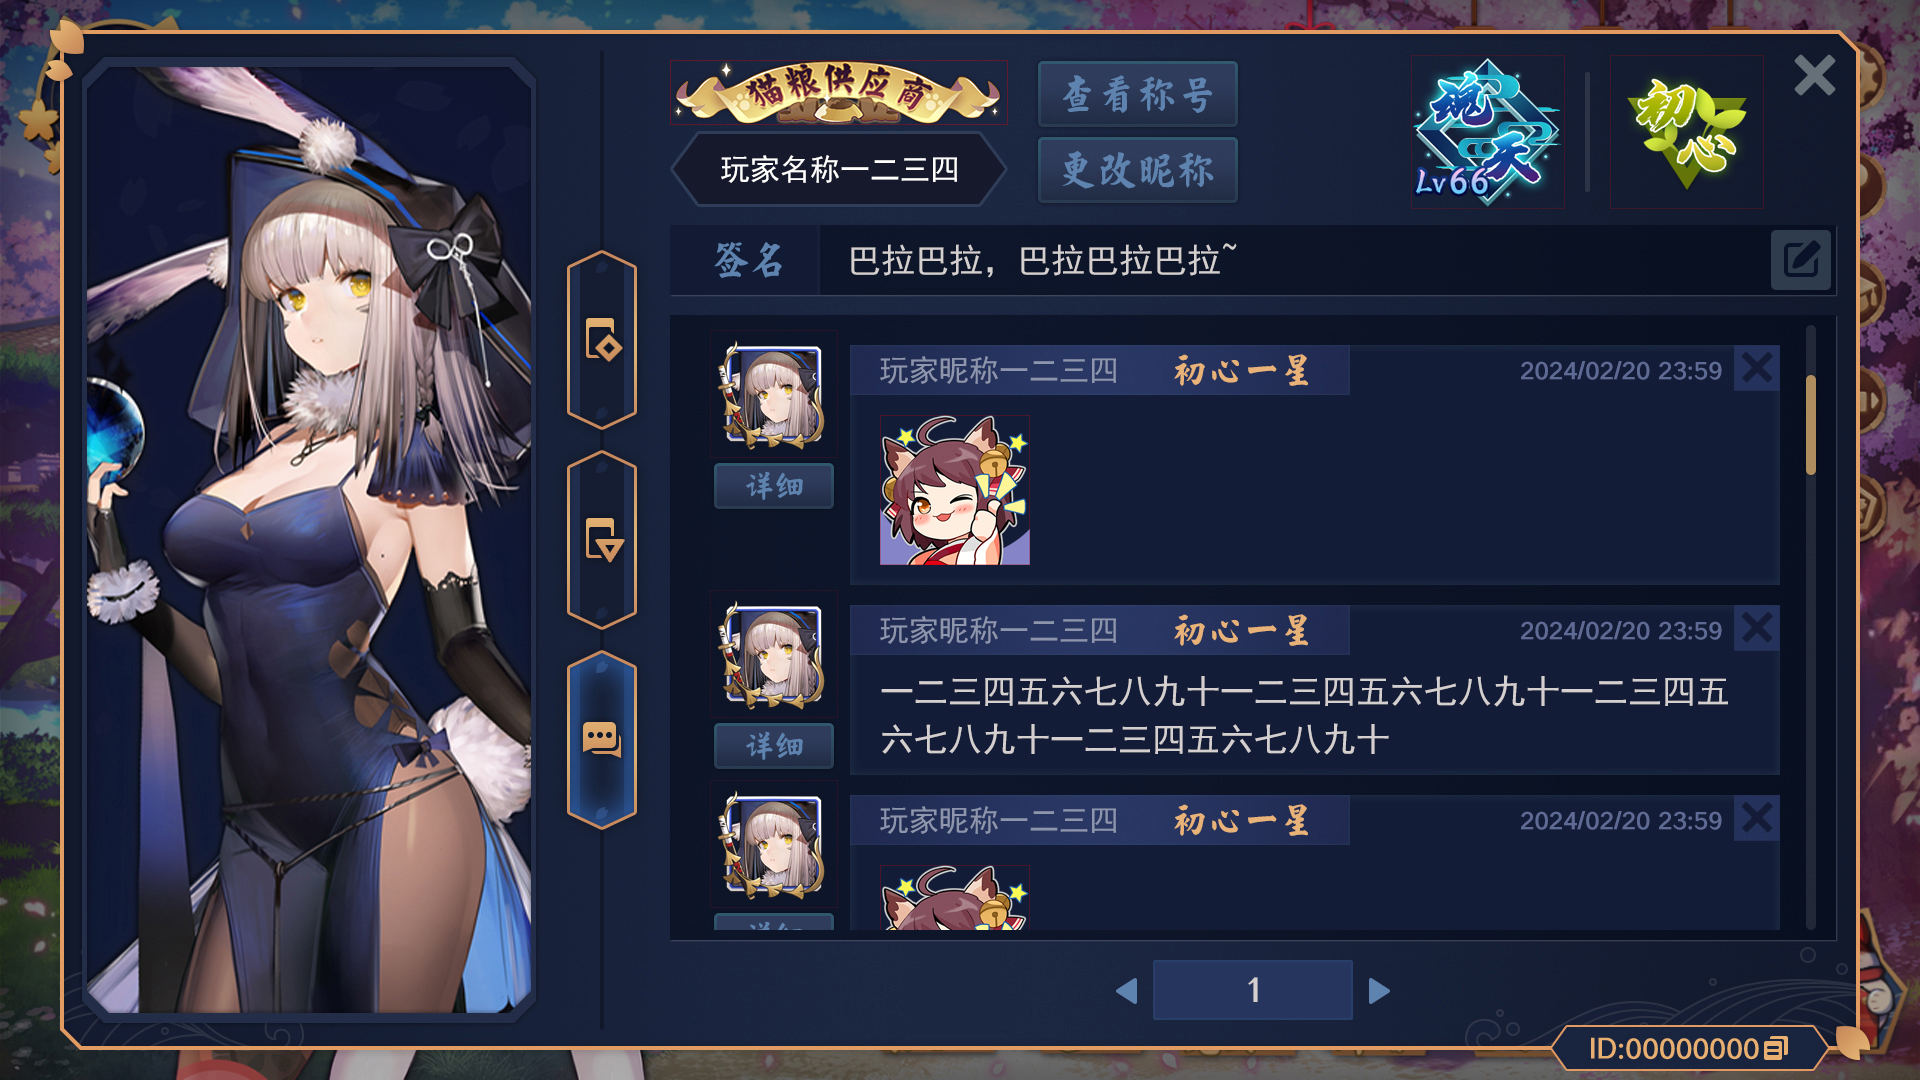 猫粮供应商
查看称号
玩家名称一二三四
更改昵称
魂天
Lv66
初心
签名
巴拉巴拉，巴拉巴拉巴拉~
玩家昵称一二三四 初心一星 2024/02/20 23:59
详细
玩家昵称一二三四 初心一星 2024/02/20 23:59
一二三四五六七八九十一二三四五六七八九十一二三四五
六七八九十一二三四五六七八九十
详细
玩家昵称一二三四 初心一星 2024/02/20 23:59
详细
1
ID:00000000